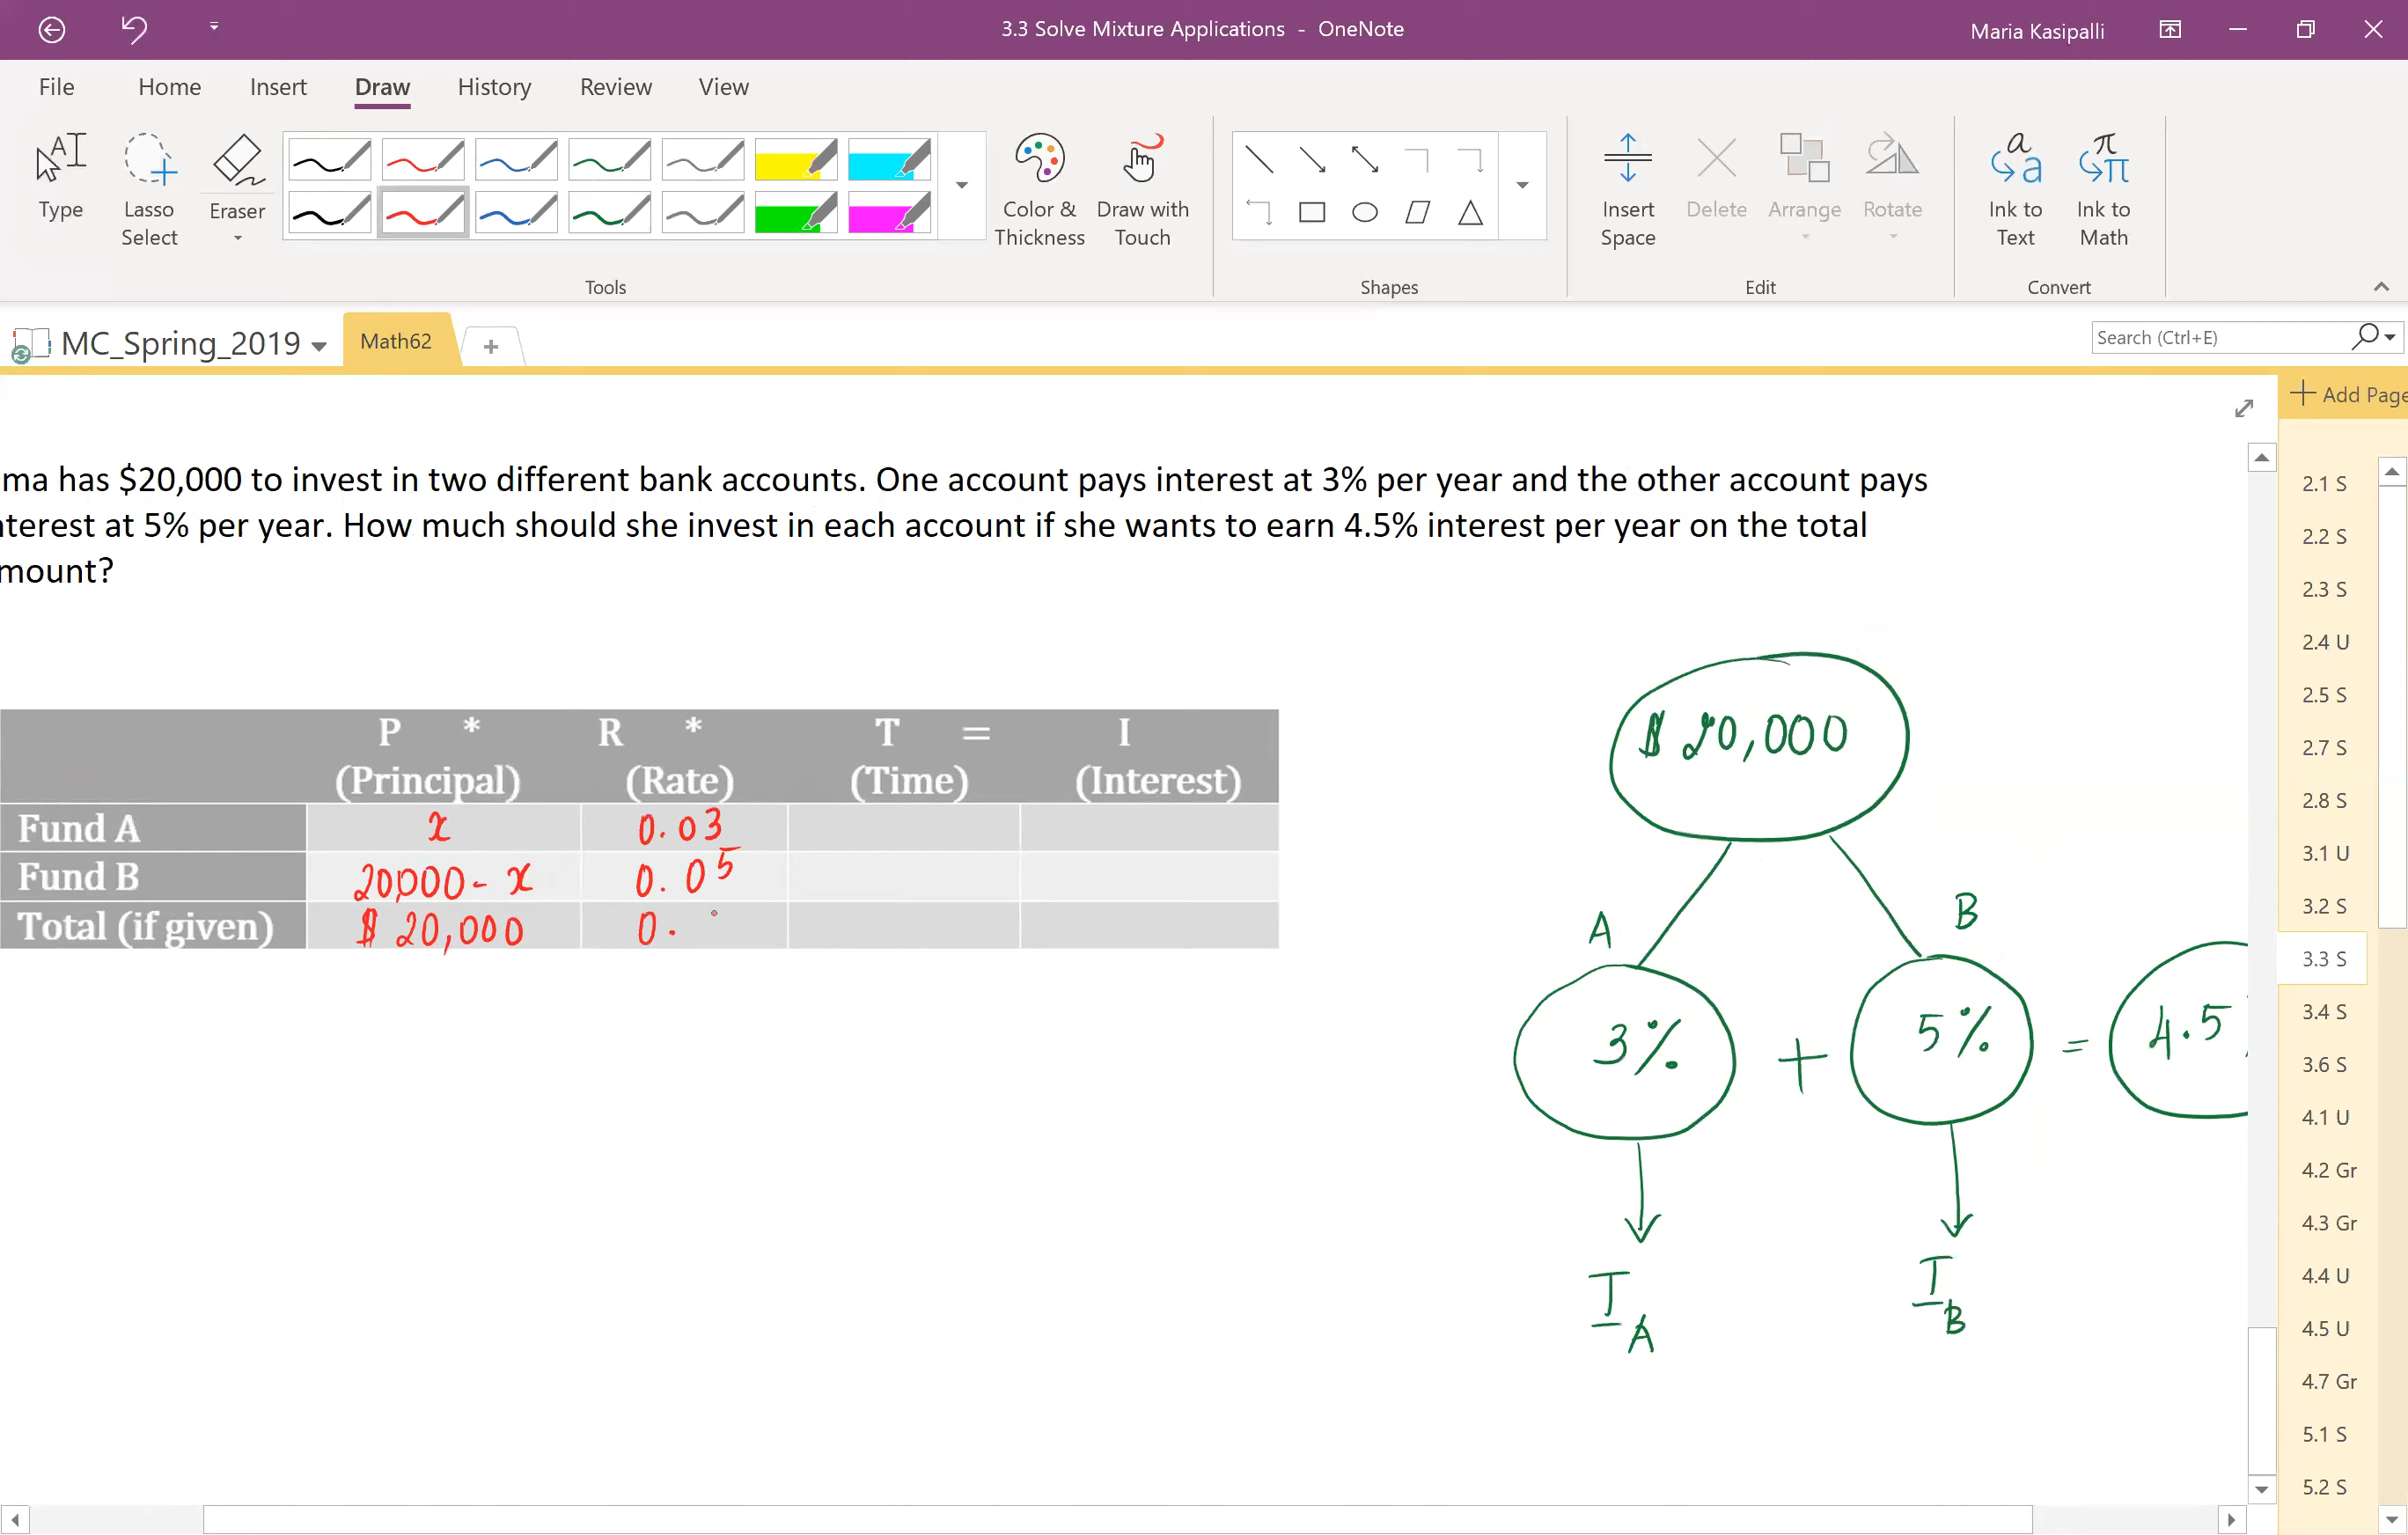 3.3 Solve Mixture Applications - OneNote
Maria Kasipalli
File Home Insert Draw History Review View
Type
Lasso Select
Eraser
Color & Thickness
Draw with Touch
Insert Space
Delete
Arrange
Rotate
Ink to Text
Ink to Math
Tools
Shapes
Edit
Convert
MC_Spring_2019
Math62
Search (Ctrl+E)
Add Page
ma has $20,000 to invest in two different bank accounts. One account pays interest at 3% per year and the other account pays
nterest at 5% per year. How much should she invest in each account if she wants to earn 4.5% interest per year on the total
mount?
P * R * T = I
(Principal) (Rate) (Time) (Interest)
Fund A x 0.03
Fund B 20,000 - x 0.05
Total (if given) $ 20,000 0.
$ 20,000
A B
3% + 5% = 4.5
I_A I_B
2.1 S
2.2 S
2.3 S
2.4 U
2.5 S
2.7 S
2.8 S
3.1 U
3.2 S
3.3 S
3.4 S
3.6 S
4.1 U
4.2 Gr
4.3 Gr
4.4 U
4.5 U
4.7 Gr
5.1 S
5.2 S